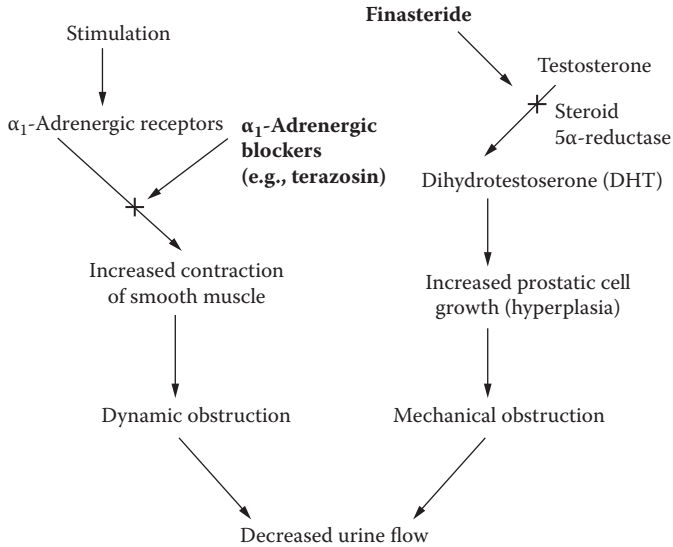 Stimulation
α₁-Adrenergic receptors
α₁-Adrenergic
blockers
(e.g., terazosin)
Increased contraction
of smooth muscle
Dynamic obstruction
Finasteride
Testosterone
Steroid
5α-reductase
Dihydrotestoserone (DHT)
Increased prostatic cell
growth (hyperplasia)
Mechanical obstruction
Decreased urine flow